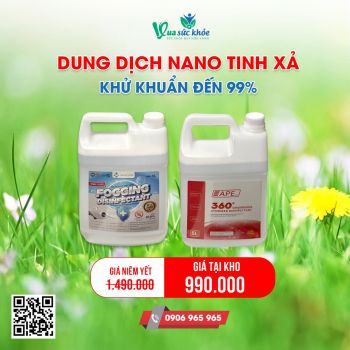 Vua sức khỏe
DUNG DỊCH NANO TINH XẢ
KHỬ KHUẨN ĐẾN 99%
FOGGING
DISINFECTANT
APE
360°
5L
GIÁ NIÊM YẾT
1.490.000
GIÁ TẠI KHO
990.000
0906 965 965